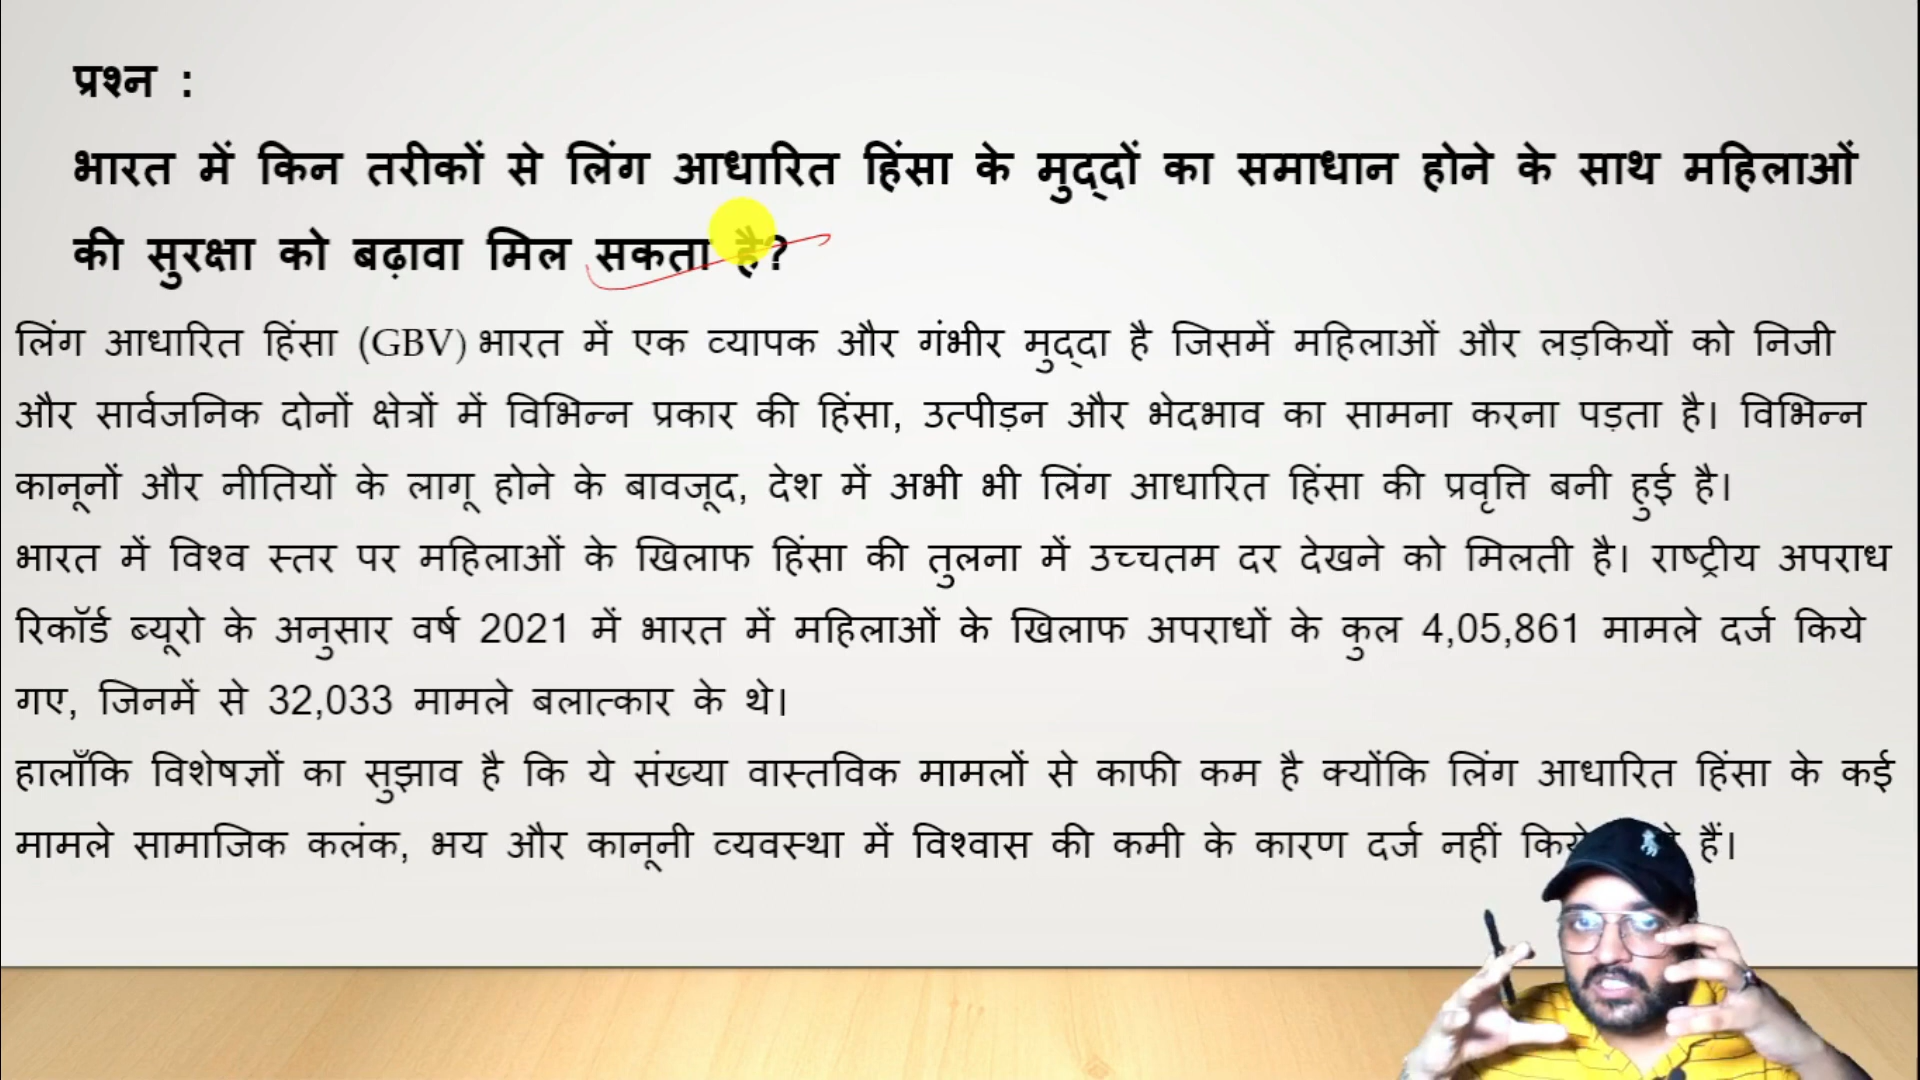 प्रश्न :
भारत में किन तरीकों से लिंग आधारित हिंसा के मुद्दों का समाधान होने के साथ महिलाओं
की सुरक्षा को बढ़ावा मिल सकता है?
लिंग आधारित हिंसा (GBV) भारत में एक व्यापक और गंभीर मुद्दा है जिसमें महिलाओं और लड़कियों को निजी
और सार्वजनिक दोनों क्षेत्रों में विभिन्न प्रकार की हिंसा, उत्पीड़न और भेदभाव का सामना करना पड़ता है। विभिन्न
कानूनों और नीतियों के लागू होने के बावजूद, देश में अभी भी लिंग आधारित हिंसा की प्रवृत्ति बनी हुई है।
भारत में विश्व स्तर पर महिलाओं के खिलाफ हिंसा की तुलना में उच्चतम दर देखने को मिलती है। राष्ट्रीय अपराध
रिकॉर्ड ब्यूरो के अनुसार वर्ष 2021 में भारत में महिलाओं के खिलाफ अपराधों के कुल 4,05,861 मामले दर्ज किये
गए, जिनमें से 32,033 मामले बलात्कार के थे।
हालाँकि विशेषज्ञों का सुझाव है कि ये संख्या वास्तविक मामलों से काफी कम है क्योंकि लिंग आधारित हिंसा के कई
मामले सामाजिक कलंक, भय और कानूनी व्यवस्था में विश्वास की कमी के कारण दर्ज नहीं हैं।